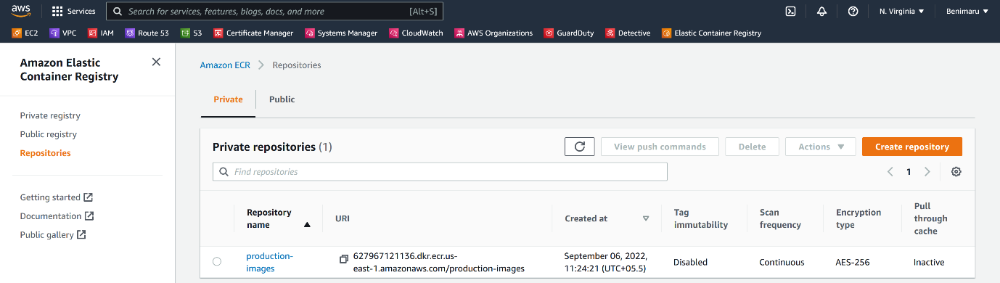 aws Services Search for services, features, blogs, docs, and more [Alt+S] N. Virginia Benimaru
EC2 VPC IAM Route 53 S3 Certificate Manager Systems Manager CloudWatch AWS Organizations GuardDuty Detective Elastic Container Registry
Amazon Elastic
Container Registry
Private registry
Public registry
Repositories
Getting started
Documentation
Public gallery
Amazon ECR Repositories
Private Public
Private repositories (1) View push commands Delete Actions Create repository
Find repositories 1
Repository
name
URI
Created at
Tag
immutability
Scan
frequency
Encryption
type
Pull
through
cache
production-
images
627967121136.dkr.ecr.us-
east-1.amazonaws.com/production-images
September 06, 2022,
11:24:21 (UTC+05.5)
Disabled
Continuous
AES-256
Inactive